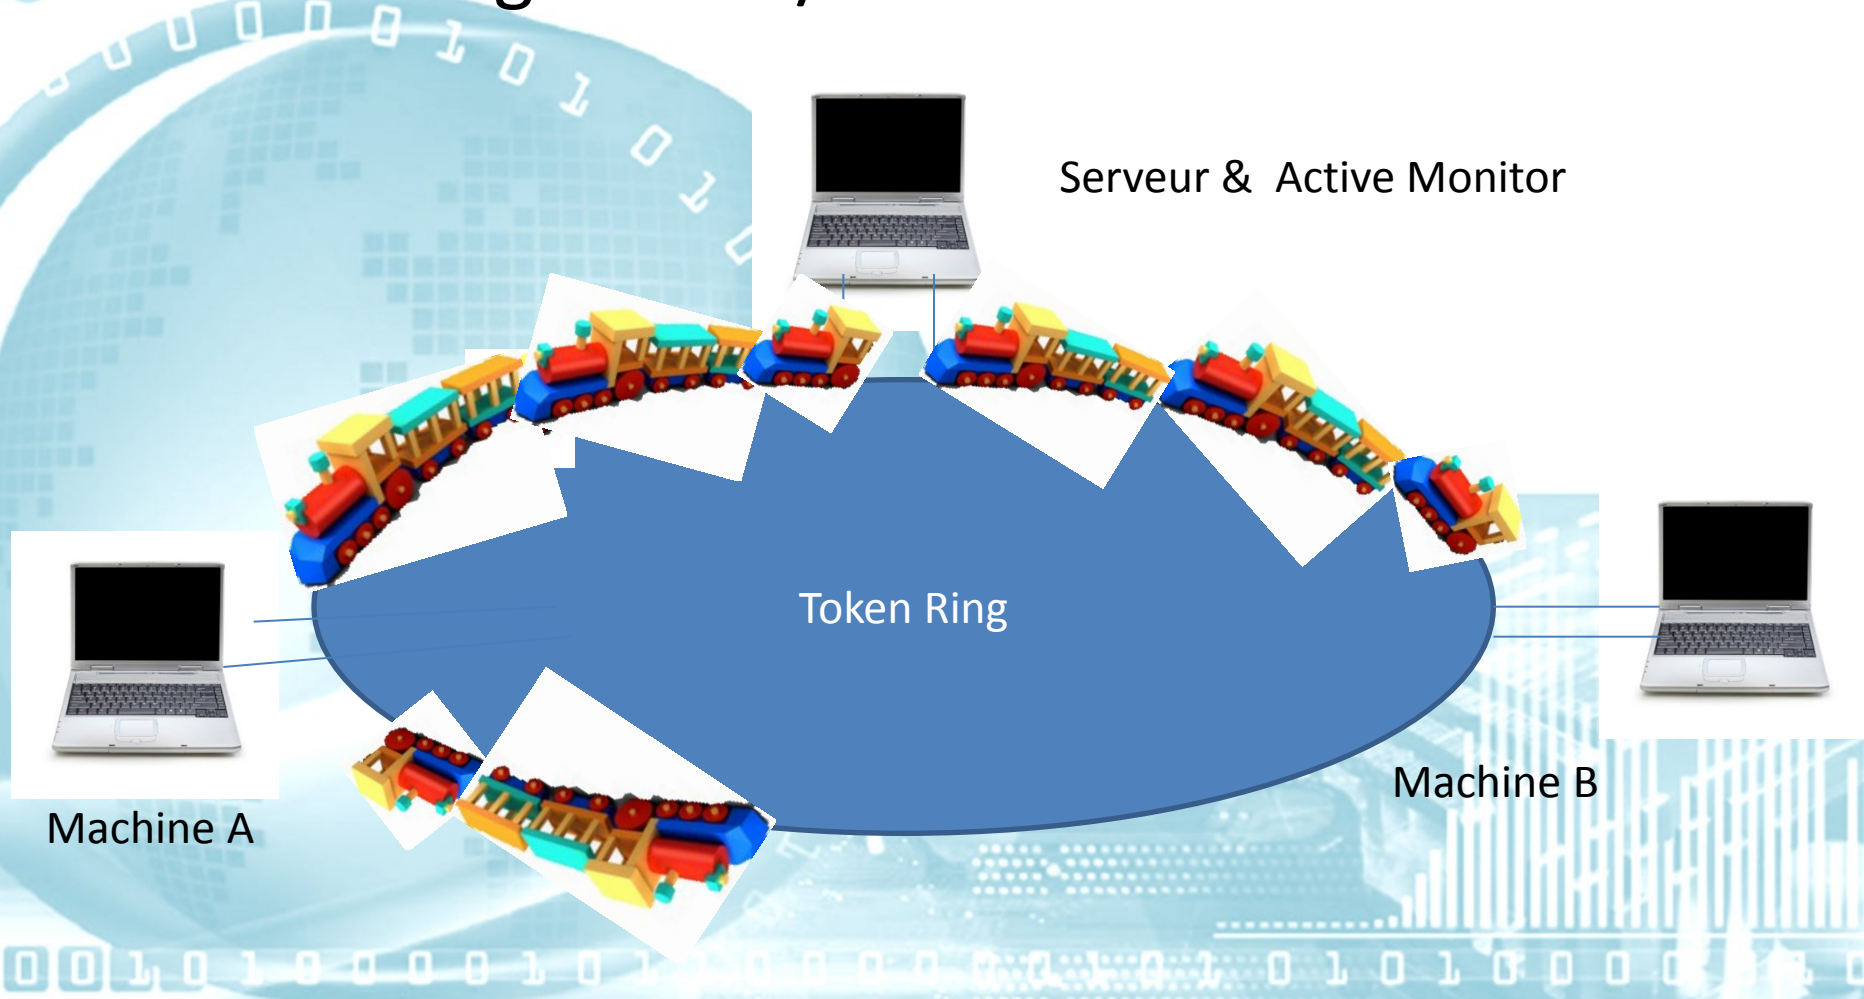 Serveur & Active Monitor
Token Ring
Machine B
Machine A